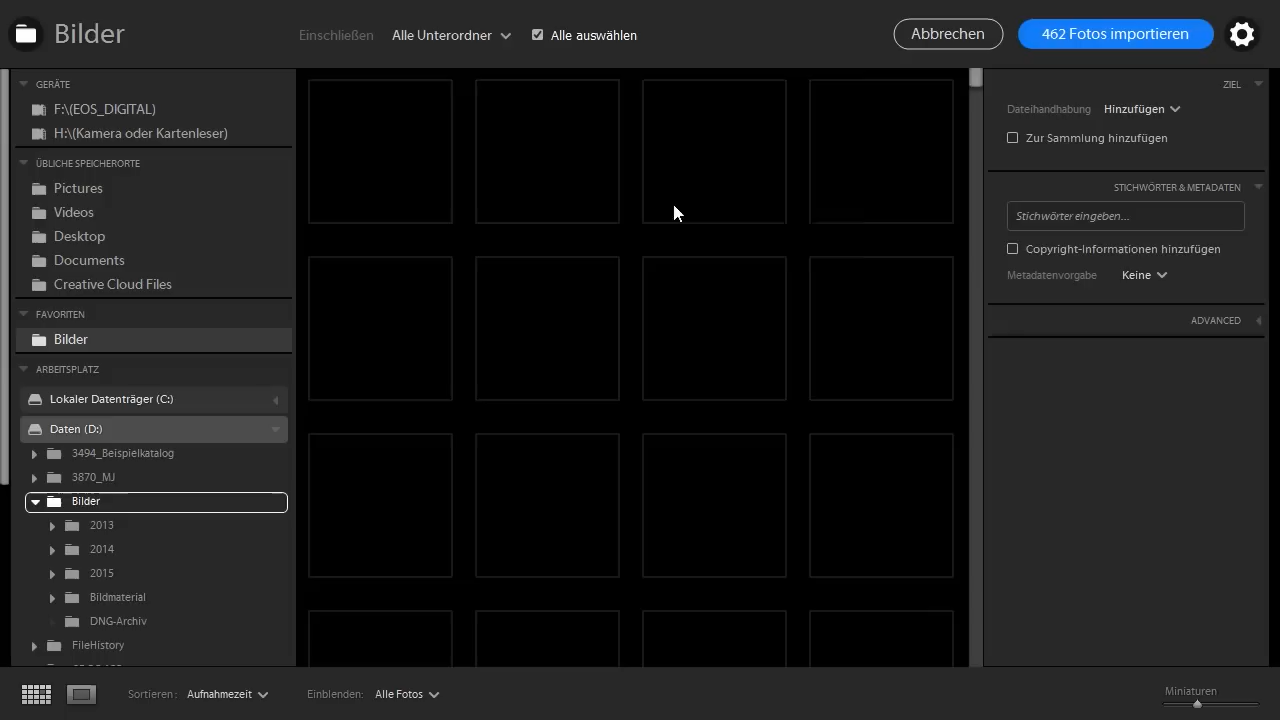 Bilder
Einschließen Alle Unterordner Alle auswählen
Abbrechen
462 Fotos importieren
GERÄTE
F:\(EOS_DIGITAL)
H:\(Kamera oder Kartenleser)
ÜBLICHE SPEICHERORTE
Pictures
Videos
Desktop
Documents
Creative Cloud Files
FAVORITEN
Bilder
ARBEITSPLATZ
Lokaler Datenträger (C:)
Daten (D:)
3494_Beispielkatalog
3870_MJ
Bilder
2013
2014
2015
Bildmaterial
DNG-Archiv
FileHistory
ZIEL
Dateihandhabung Hinzufügen
Zur Sammlung hinzufügen
STICHWÖRTER & METADATEN
Stichwörter eingeben...
Copyright-Informationen hinzufügen
Metadatenvorgabe Keine
ADVANCED
Sortieren: Aufnahmezeit
Einblenden: Alle Fotos
Miniaturen